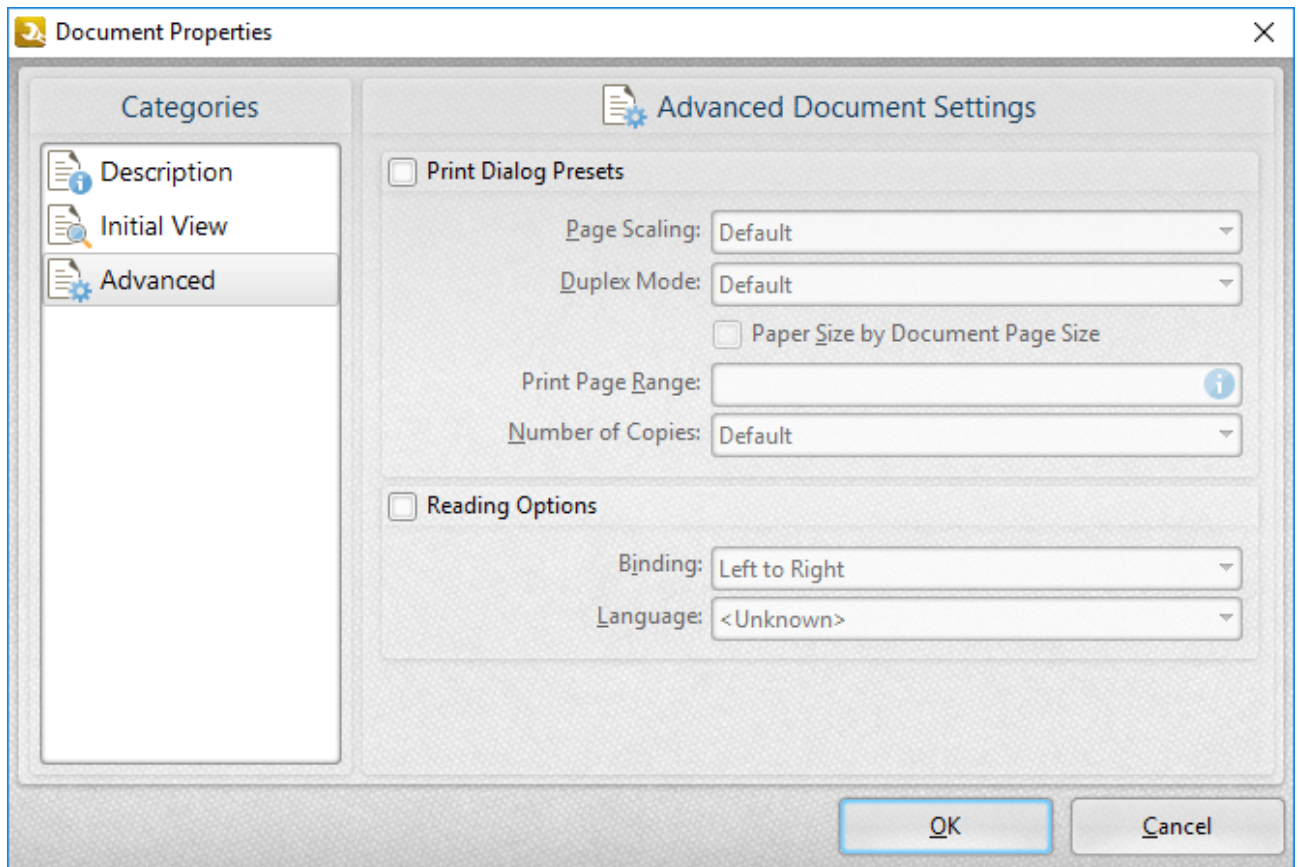 Document Properties
Categories
Description
Initial View
Advanced
Advanced Document Settings
Print Dialog Presets
Page Scaling: Default
Duplex Mode: Default
Paper Size by Document Page Size
Print Page Range:
Number of Copies: Default
Reading Options
Binding: Left to Right
Language: <Unknown>
OK Cancel